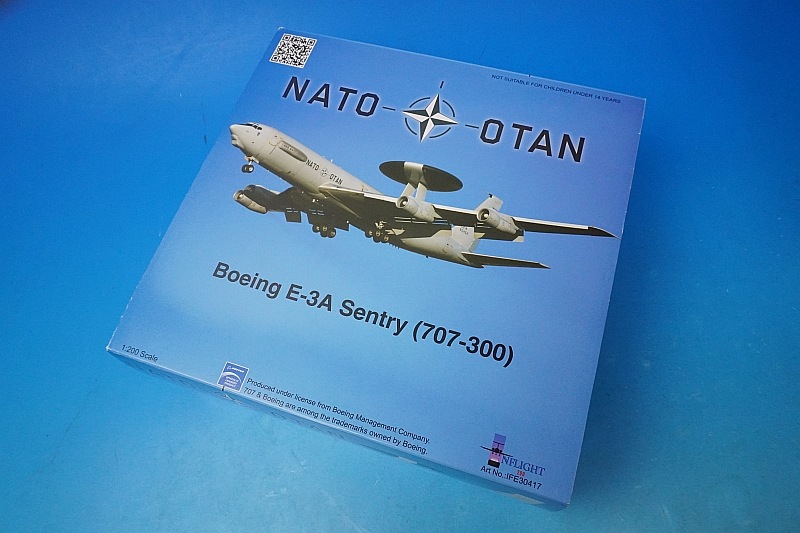 NOT SUITABLE FOR CHILDREN UNDER 14 YEARS
NATO OTAN
NATO OTAN
Boeing E-3A Sentry (707-300)
1:200 Scale
Produced under license from Boeing Management Company.
707 & Boeing are among the trademarks owned by Boeing.
INFLIGHT
200
Art No.:IFE30417